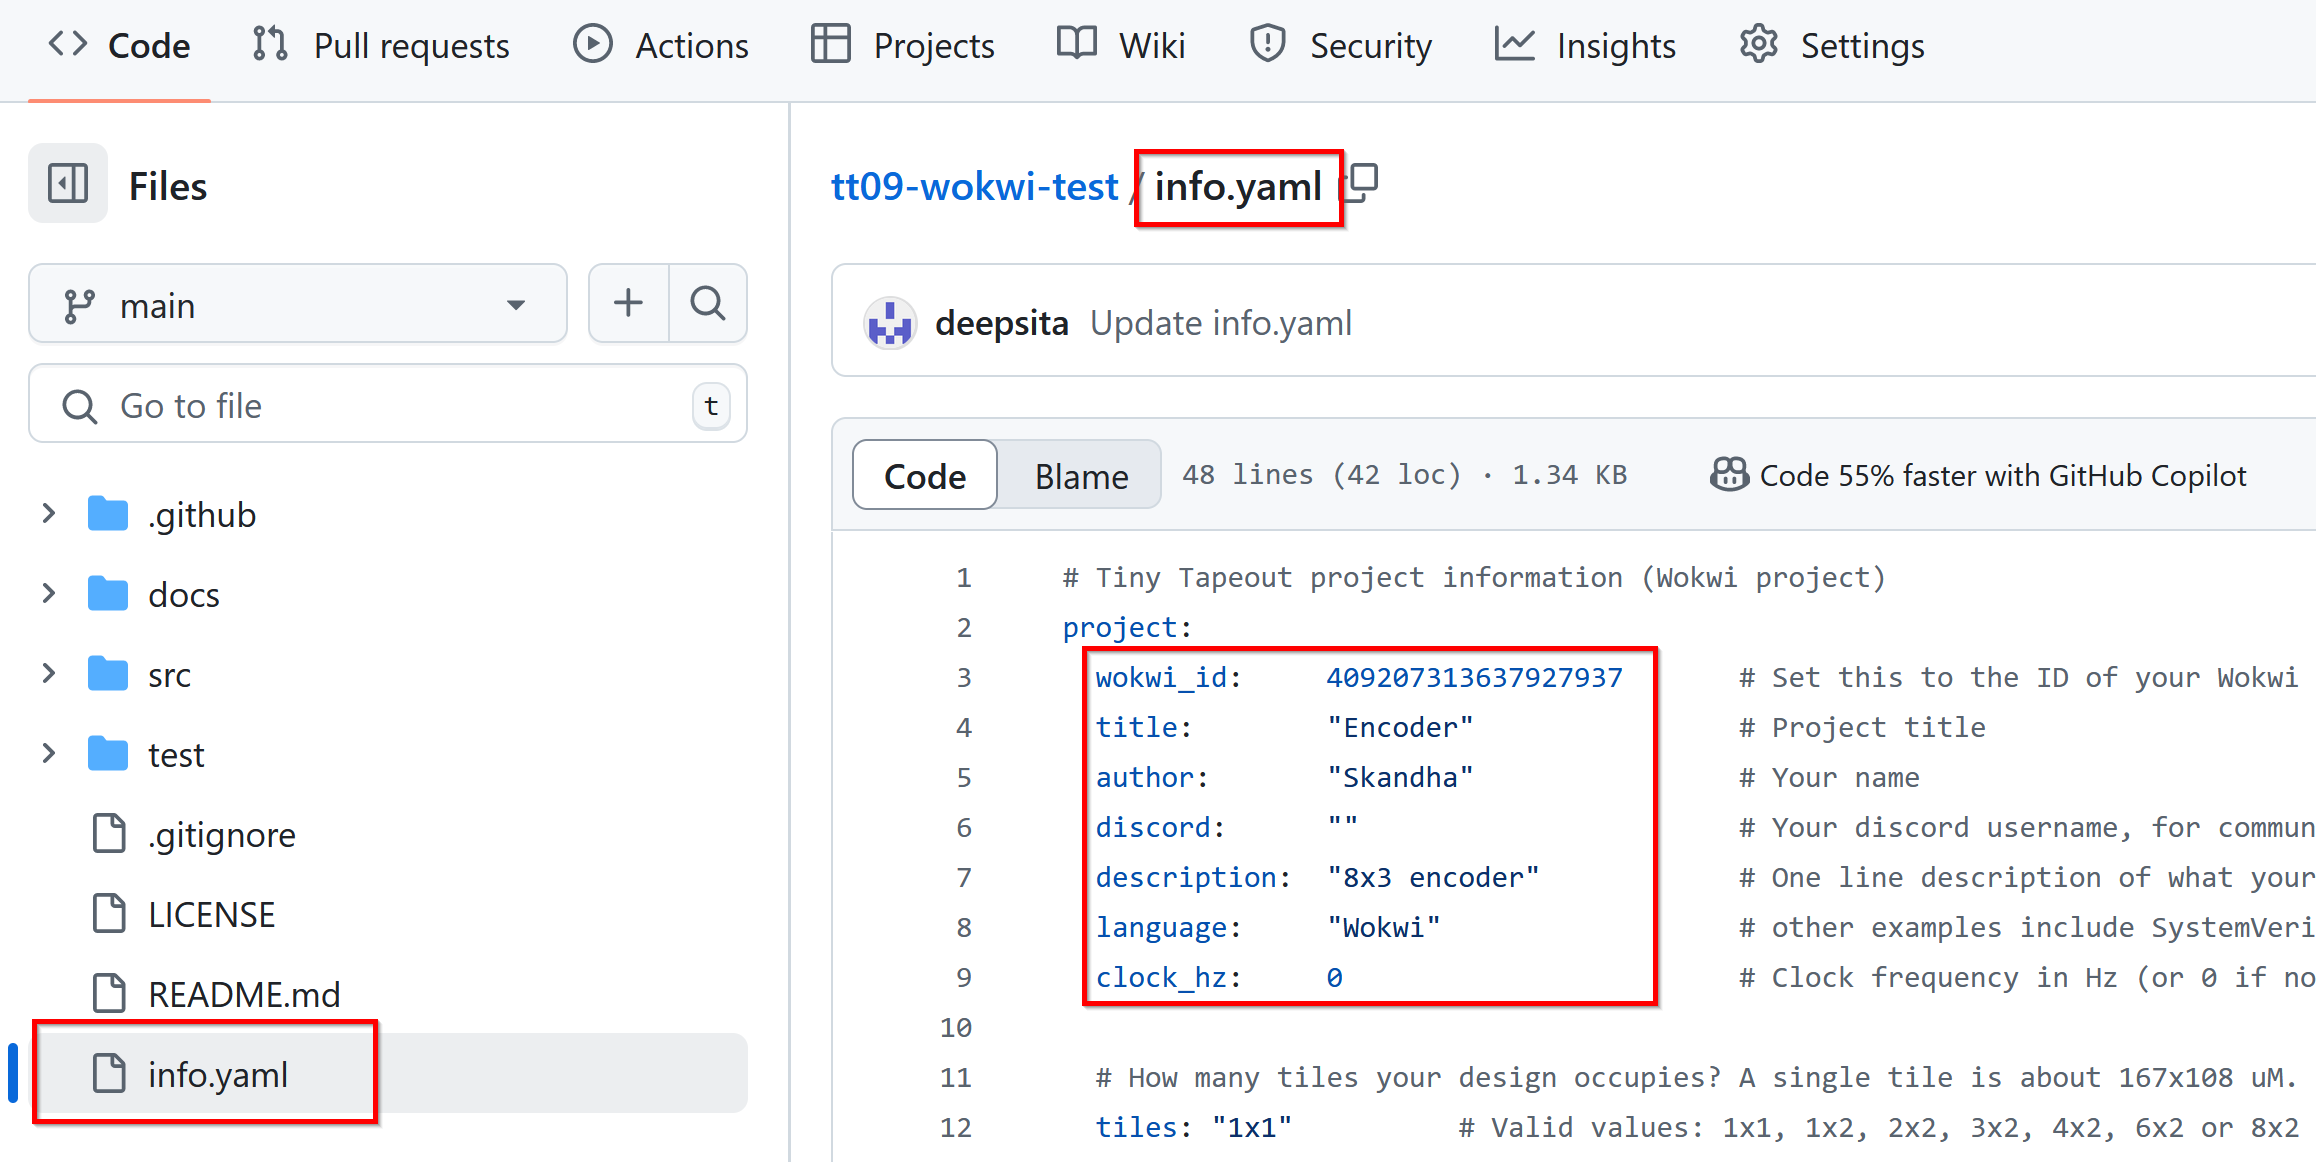 Code Pull requests Actions Projects Wiki Security Insights Settings
Files
main
Go to file t
.github
docs
src
test
.gitignore
LICENSE
README.md
info.yaml
tt09-wokwi-test / info.yaml
deepsita Update info.yaml
Code Blame 48 lines (42 loc) · 1.34 KB Code 55% faster with GitHub Copilot
1 # Tiny Tapeout project information (Wokwi project)
2 project:
3 wokwi_id: 409207313637927937 # Set this to the ID of your Wokwi
4 title: "Encoder" # Project title
5 author: "Skandha" # Your name
6 discord: "" # Your discord username, for commun
7 description: "8x3 encoder" # One line description of what your
8 language: "Wokwi" # other examples include SystemVeri
9 clock_hz: 0 # Clock frequency in Hz (or 0 if no
10
11 # How many tiles your design occupies? A single tile is about 167x108 uM.
12 tiles: "1x1" # Valid values: 1x1, 1x2, 2x2, 3x2, 4x2, 6x2 or 8x2